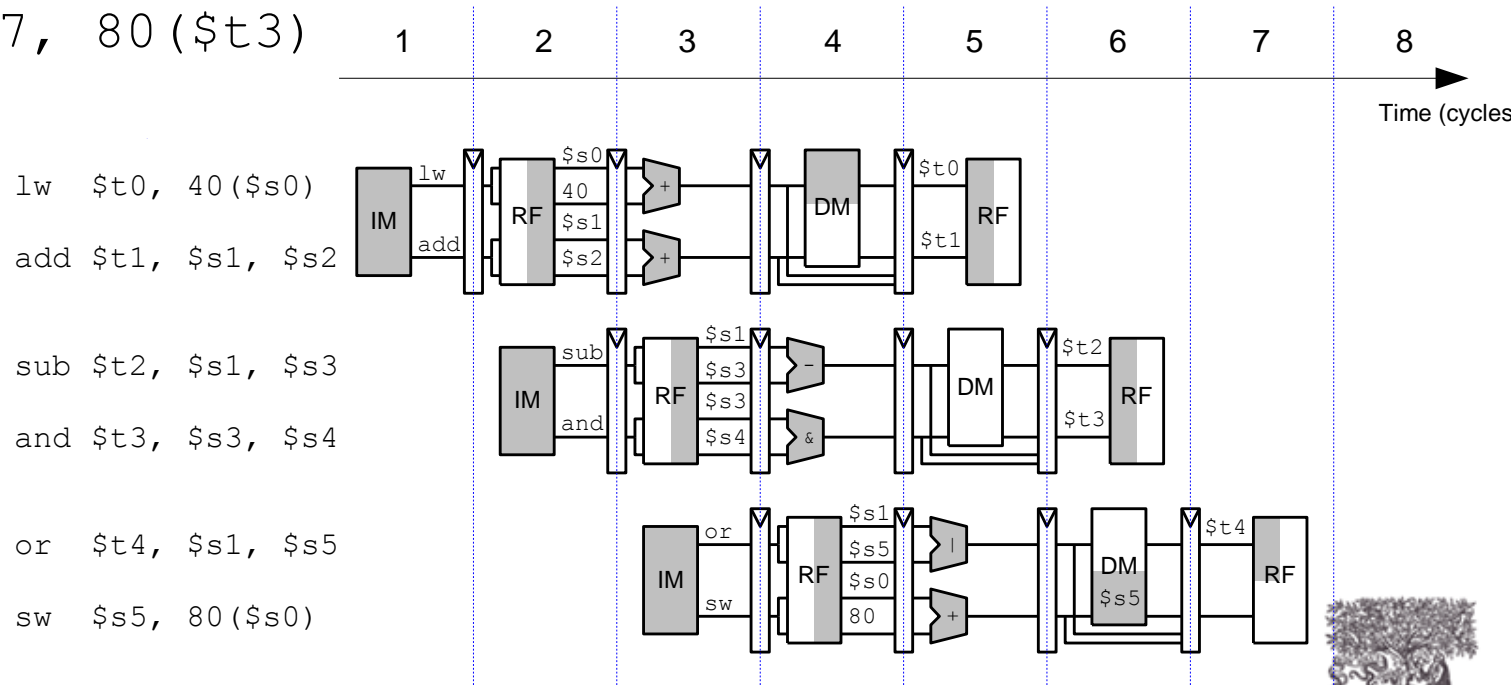 7, 80($t3)
1 2 3 4 5 6 7 8
Time (cycles
lw $t0, 40($s0)
add $t1, $s1, $s2
IM
lw
add
RF
$s0
40
$s1
$s2
+
+
DM
$t0
$t1
RF
sub $t2, $s1, $s3
and $t3, $s3, $s4
IM
sub
and
RF
$s1
$s3
$s3
$s4
-
&
DM
$t2
$t3
RF
or $t4, $s1, $s5
sw $s5, 80($s0)
IM
or
sw
RF
$s1
$s5
$s0
80
|
+
DM
$s5
$t4
RF